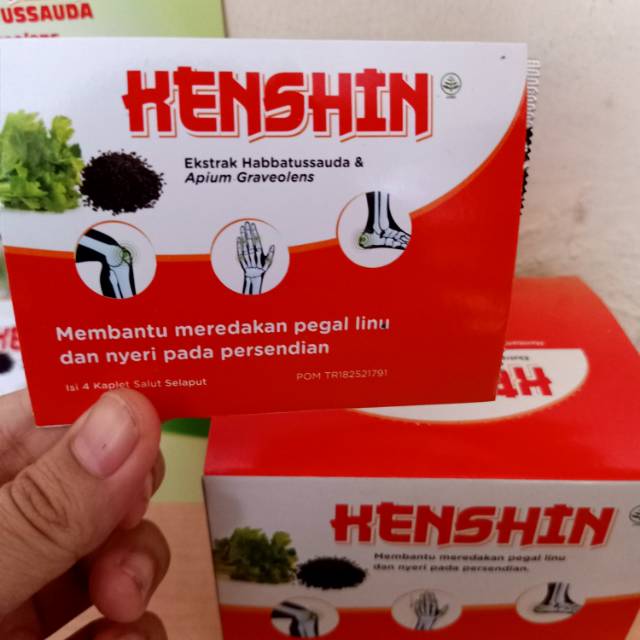 USSAUDA
KENSHIN
Ekstrak Habbatussauda &
Apium Graveolens
Membantu meredakan pegal linu
dan nyeri pada persendian
Isi 4 Kaplet Salut Selaput
POM TR182521791
KENSHIN
Membantu meredakan pegal linu
dan nyeri pada persendian.